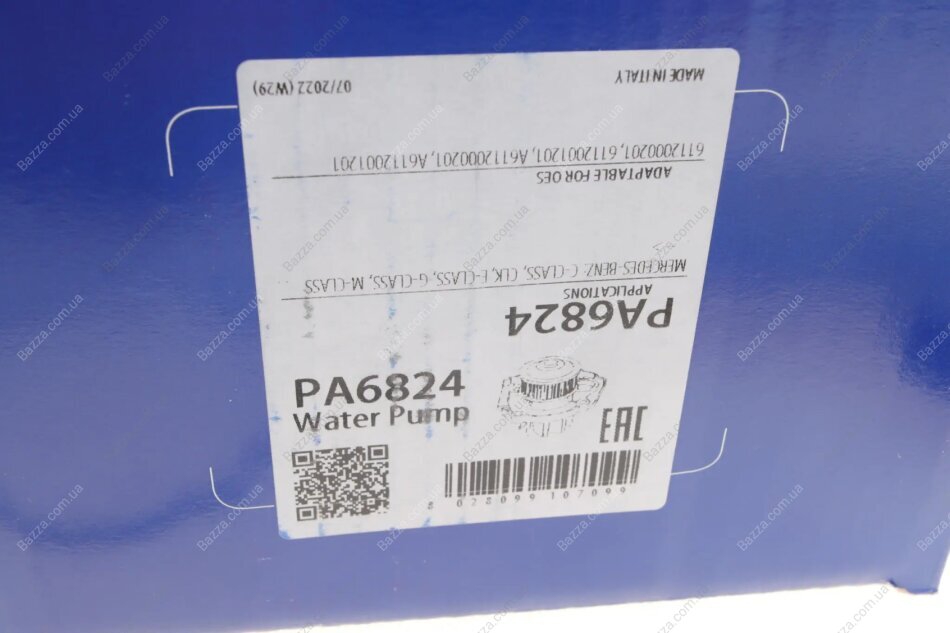 PA6824
Water Pump
EAC
8 028099 107099
PA6824
APPLICATIONS
MERCEDES-BENZ: C-CLASS, CLK, E-CLASS, G-CLASS, M-CLASS
ADAPTABLE FOR OES
6112000201, 6112001201, A6112000201, A6112001201
MADE IN ITALY
07/2022 (W29)
Bazza.com.ua